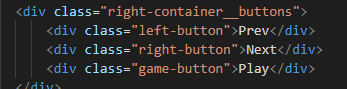 <div class="right-container__buttons">
<div class="left-button">Prev</div>
<div class="right-button">Next</div>
<div class="game-button">Play</div>
</div>